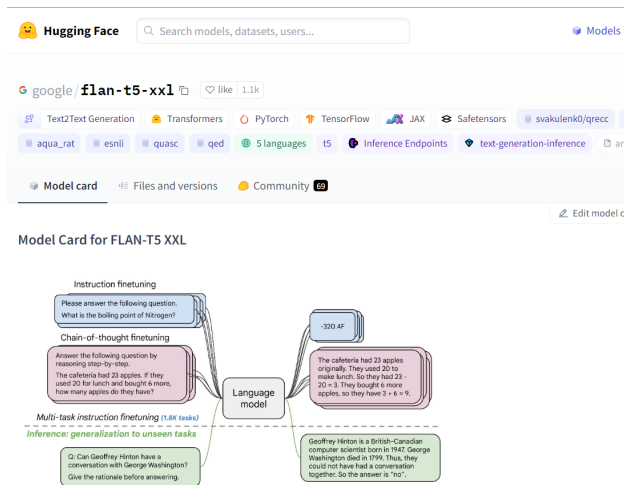 Hugging Face
Search models, datasets, users...
Models
google/flan-t5-xxl
like 1.1k
Text2Text Generation Transformers PyTorch TensorFlow JAX Safetensors svakulenk0/qrecc
aqua_rat esnli quasc qed 5 languages t5 Inference Endpoints text-generation-inference
Model card Files and versions Community 69
Edit model
Model Card for FLAN-T5 XXL
Instruction finetuning
Please answer the following question.
What is the boiling point of Nitrogen?
-320.4F
Chain-of-thought finetuning
Answer the following question by
reasoning step-by-step.
The cafeteria had 23 apples. If they
used 20 for lunch and bought 6 more,
how many apples do they have?
The cafeteria had 23 apples
originally. They used 20 to
make lunch. So they had 23 -
20 = 3. They bought 6 more
apples, so they have 3 + 6 = 9.
Language
model
Multi-task instruction finetuning (1.8K tasks)
Inference: generalization to unseen tasks
Q: Can Geoffrey Hinton have a
conversation with George Washington?
Give the rationale before answering.
Geoffrey Hinton is a British-Canadian
computer scientist born in 1947. George
Washington died in 1799. Thus, they
could not have had a conversation
together. So the answer is "no".